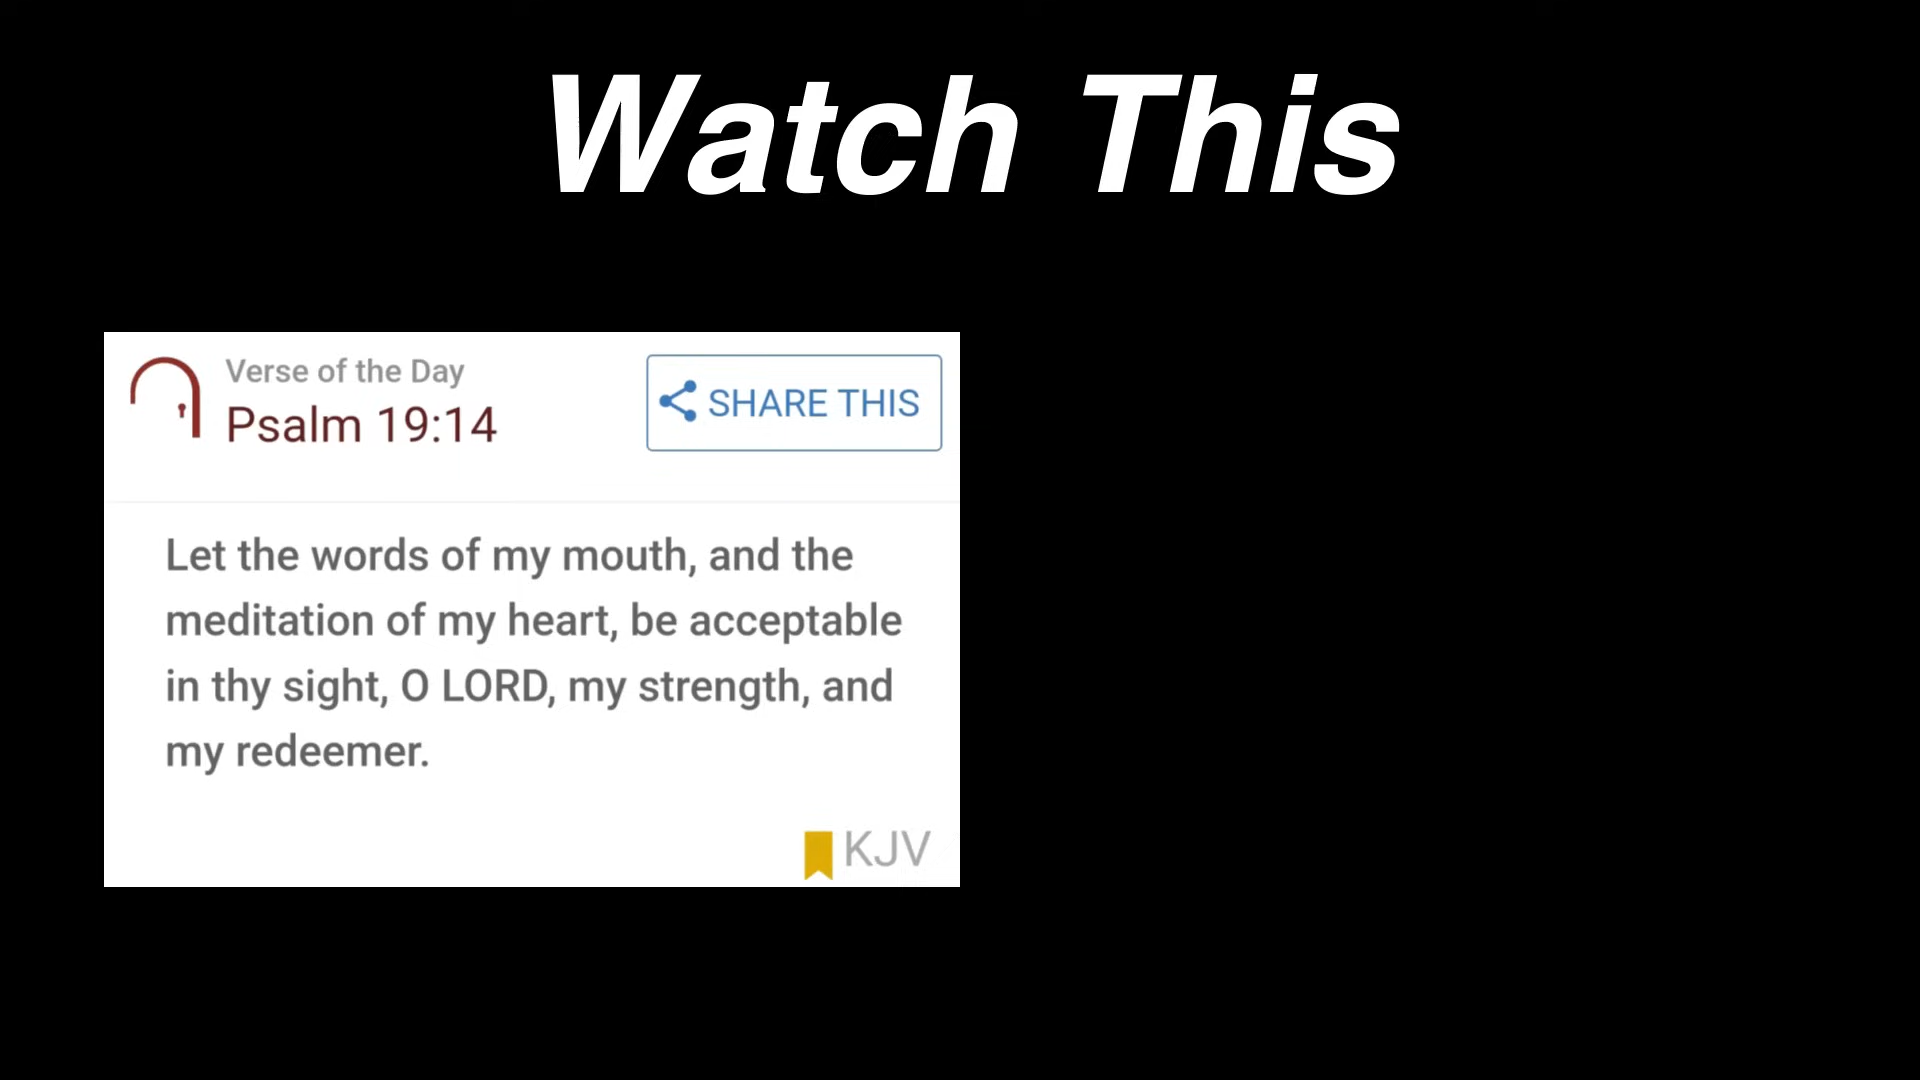 Watch This
Verse of the Day
Psalm 19:14
SHARE THIS
Let the words of my mouth, and the
meditation of my heart, be acceptable
in thy sight, O LORD, my strength, and
my redeemer.
KJV